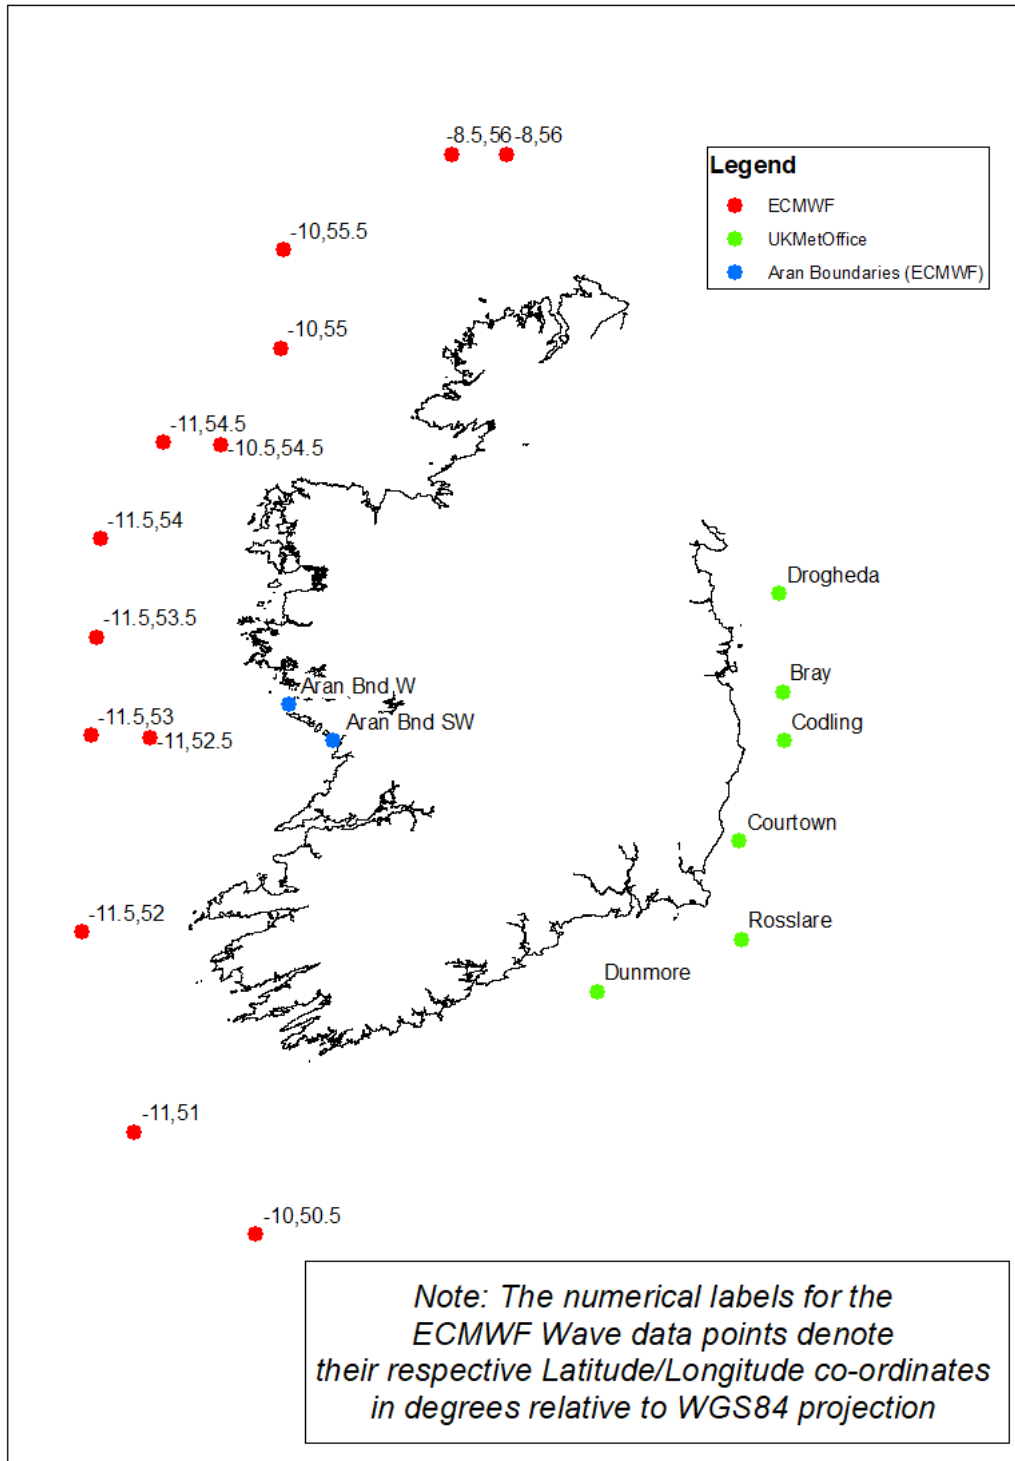 -8.5,56 -8,56
Legend
ECMWF
UKMetOffice
Aran Boundaries (ECMWF)
-10,55.5
-10,55
-11,54.5
-10.5,54.5
-11.5,54
Drogheda
-11.5,53.5
Bray
Aran Bnd W
Codling
Aran Bnd SW
-11.5,53
-11,52.5
Courtown
-11.5,52
Rosslare
Dunmore
-11,51
-10,50.5
Note: The numerical labels for the
ECMWF Wave data points denote
their respective Latitude/Longitude co-ordinates
in degrees relative to WGS84 projection